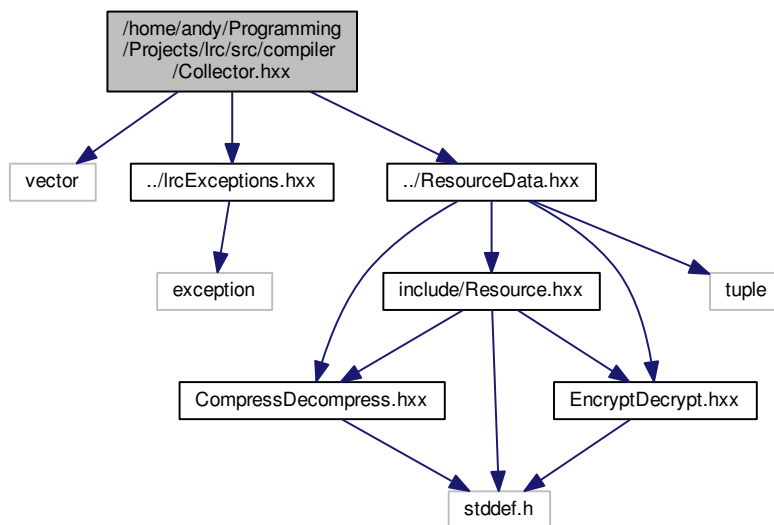 /home/andy/Programming
/Projects/lrc/src/compiler
/Collector.hxx
vector
../lrcExceptions.hxx
../ResourceData.hxx
exception
include/Resource.hxx
tuple
CompressDecompress.hxx
EncryptDecrypt.hxx
stddef.h